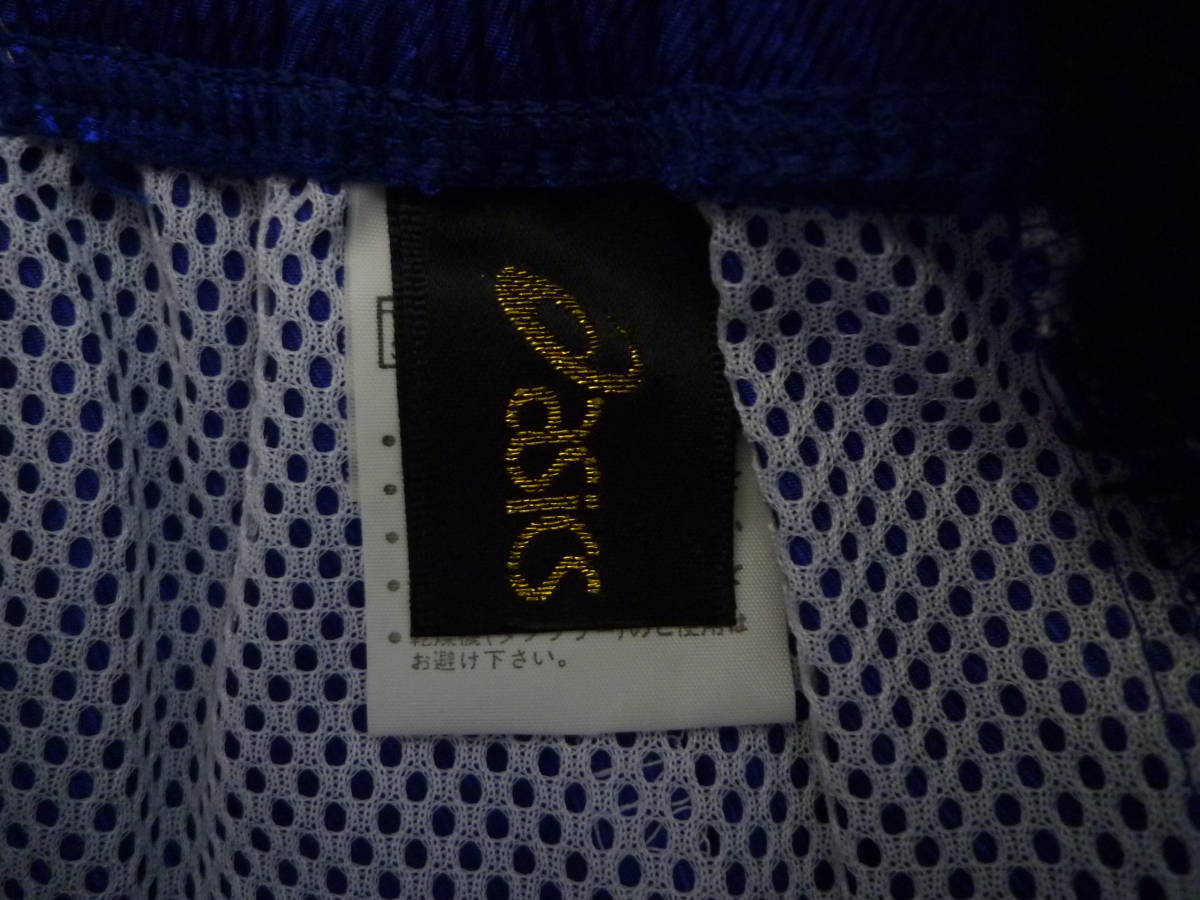 asics
乾燥機(タンブラー)のご使用は
お避け下さい。